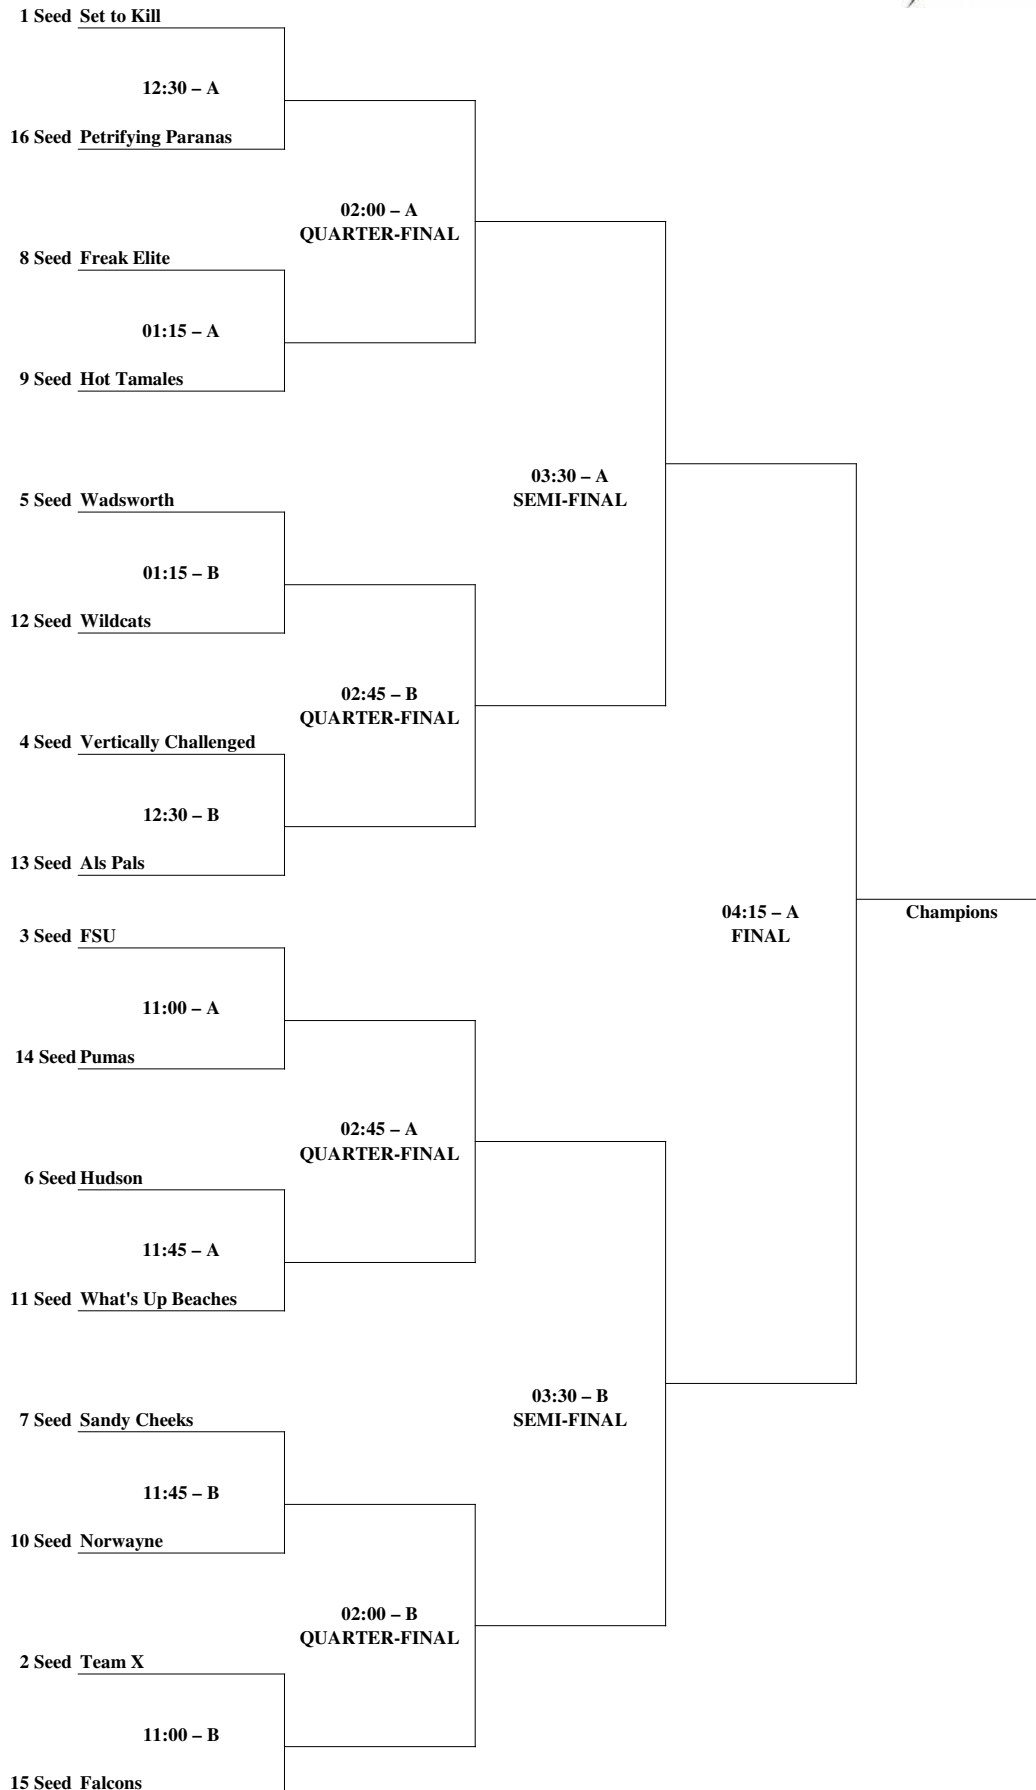 1 Seed Set to Kill
12:30 – A
16 Seed Petrifying Paranas
02:00 – A
QUARTER-FINAL
8 Seed Freak Elite
01:15 – A
9 Seed Hot Tamales
03:30 – A
SEMI-FINAL
5 Seed Wadsworth
01:15 – B
12 Seed Wildcats
02:45 – B
QUARTER-FINAL
4 Seed Vertically Challenged
12:30 – B
13 Seed Als Pals
04:15 – A
FINAL
Champions
3 Seed FSU
11:00 – A
14 Seed Pumas
02:45 – A
QUARTER-FINAL
6 Seed Hudson
11:45 – A
11 Seed What's Up Beaches
03:30 – B
SEMI-FINAL
7 Seed Sandy Cheeks
11:45 – B
10 Seed Norwayne
02:00 – B
QUARTER-FINAL
2 Seed Team X
11:00 – B
15 Seed Falcons